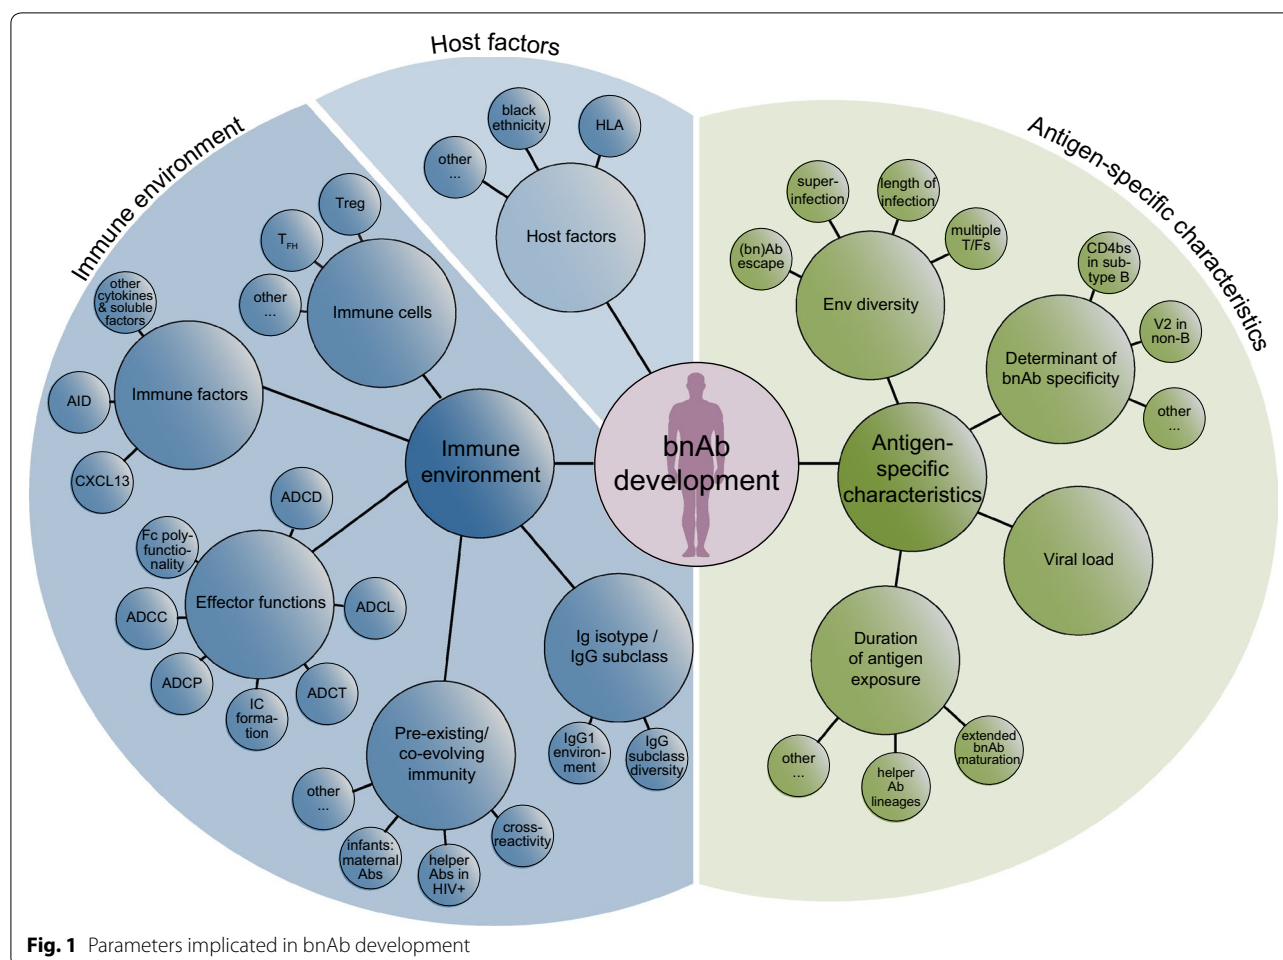 Host factors
Immune environment
Antigen-specific characteristics
black
ethnicity
HLA
other
...
Host factors
Treg
TFH
other
...
Immune cells
other
cytokines
& soluble
factors
AID
CXCL13
Immune factors
Immune
environment
bnAb
development
ADCD
Fc poly-
functio-
nality
ADCC
ADCP
IC
forma-
tion
ADCT
ADCL
Effector functions
Ig isotype /
IgG subclass
IgG1
environ-
ment
IgG
subclass
diversity
Pre-existing/
co-evolving
immunity
other
...
infants:
maternal
Abs
helper
Abs in
HIV+
cross-
reactivity
super-
infection
length of
infection
multiple
T/Fs
(bn)Ab
escape
Env diversity
CD4bs
in sub-
type B
V2 in
non-B
other
...
Determinant of
bnAb specificity
Antigen-
specific
characteristics
Viral load
Duration
of antigen
exposure
other
...
helper
Ab
lineages
extended
bnAb
maturation
Fig. 1 Parameters implicated in bnAb development